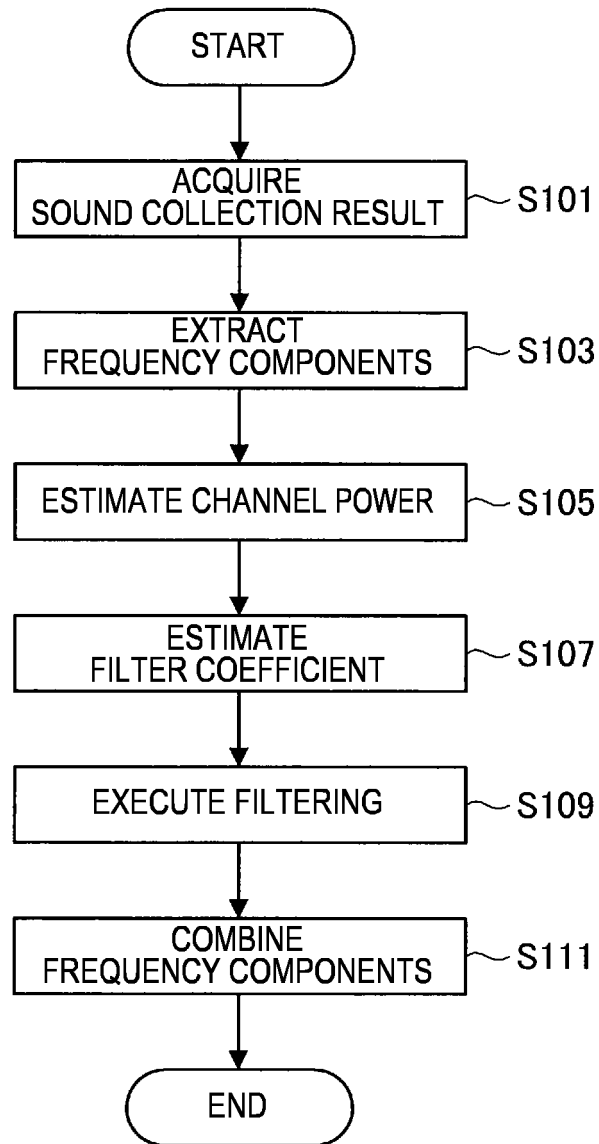 START
ACQUIRE
SOUND COLLECTION RESULT
S101
EXTRACT
FREQUENCY COMPONENTS
S103
ESTIMATE CHANNEL POWER
S105
ESTIMATE
FILTER COEFFICIENT
S107
EXECUTE FILTERING
S109
COMBINE
FREQUENCY COMPONENTS
S111
END